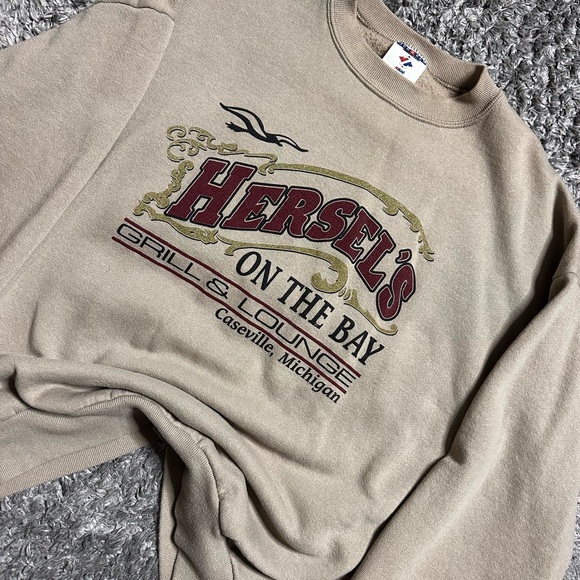 HERSEL'S
ON THE BAY
GRILL & LOUNGE
Caseville, Michigan